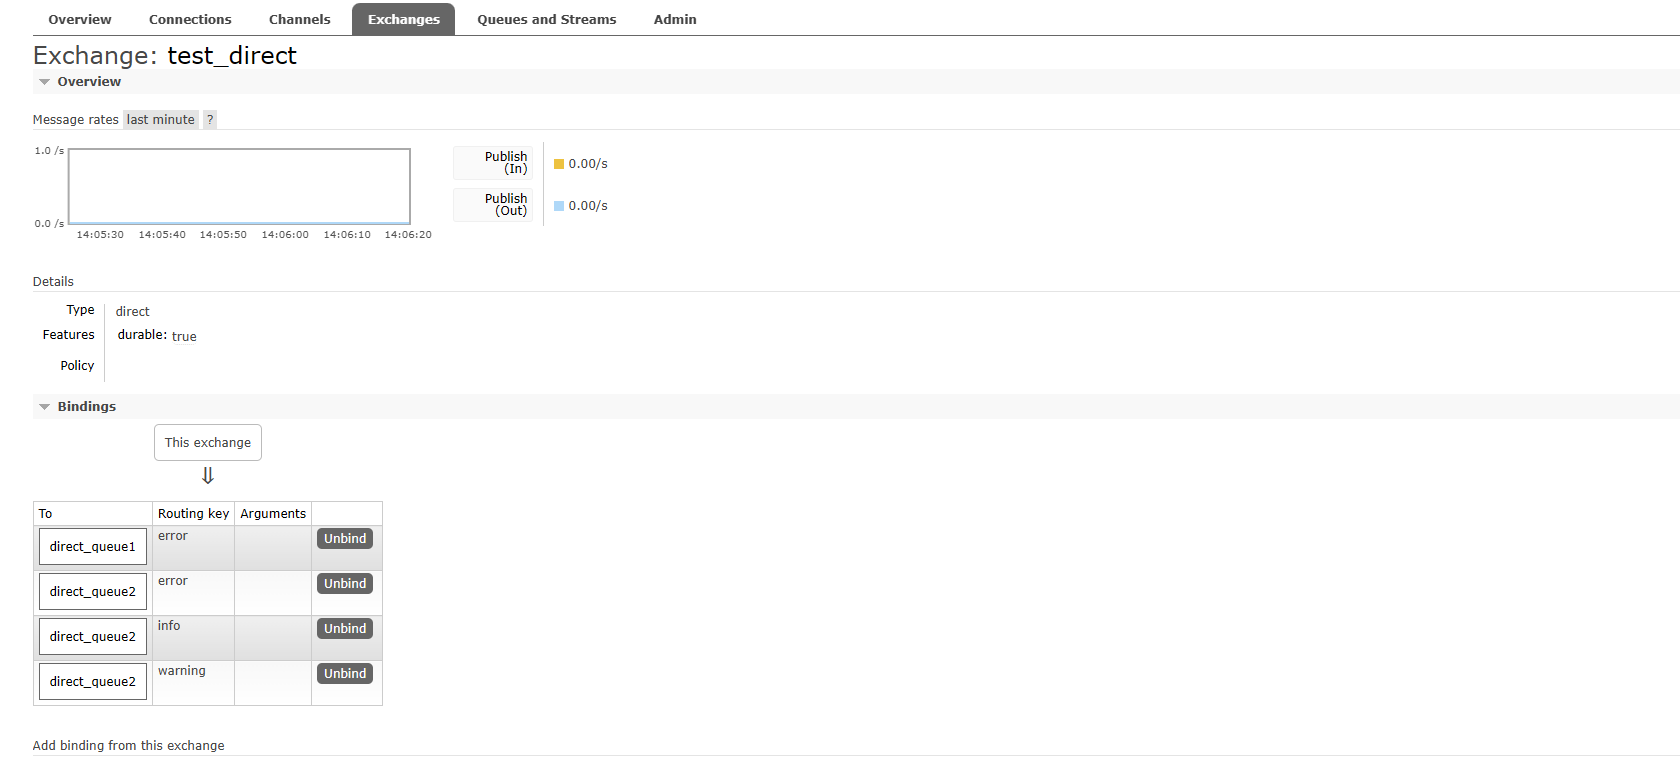 Overview Connections Channels Exchanges Queues and Streams Admin
Exchange: test_direct
Overview
Message rates last minute ?
1.0 /s
0.0 /s
14:05:30 14:05:40 14:05:50 14:06:00 14:06:10 14:06:20
Publish
(In)
0.00/s
Publish
(Out)
0.00/s
Details
Type direct
Features durable: true
Policy
Bindings
This exchange
⇓
To Routing key Arguments
direct_queue1 error Unbind
direct_queue2 error Unbind
direct_queue2 info Unbind
direct_queue2 warning Unbind
Add binding from this exchange